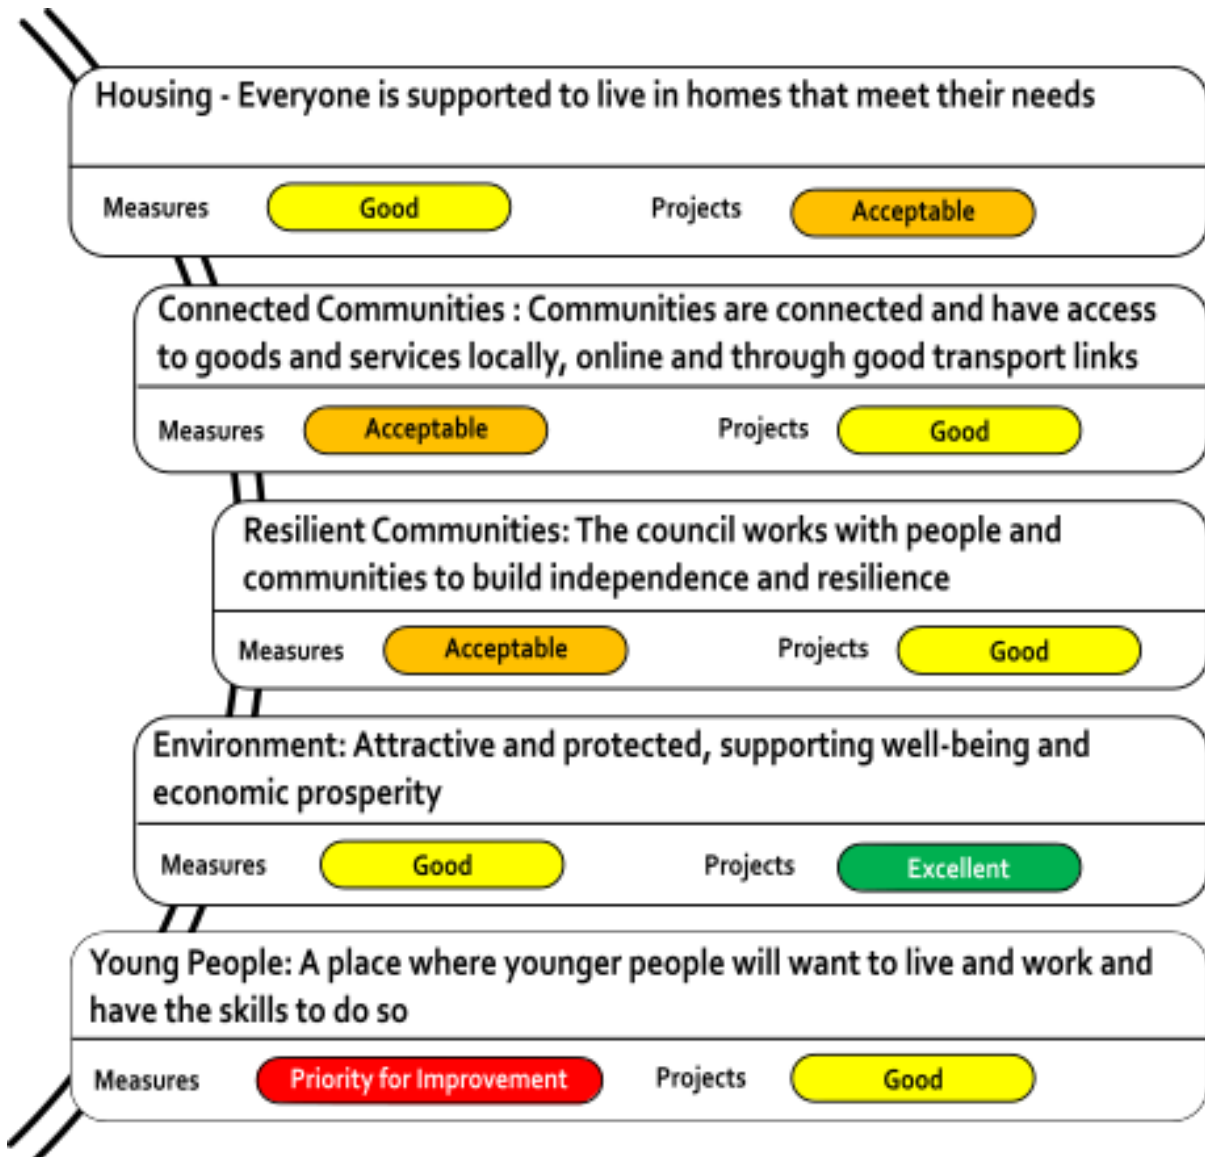 Housing - Everyone is supported to live in homes that meet their needs
Measures Good Projects Acceptable
Connected Communities : Communities are connected and have access
to goods and services locally, online and through good transport links
Measures Acceptable Projects Good
Resilient Communities: The council works with people and
communities to build independence and resilience
Measures Acceptable Projects Good
Environment: Attractive and protected, supporting well-being and
economic prosperity
Measures Good Projects Excellent
Young People: A place where younger people will want to live and work and
have the skills to do so
Measures Priority for Improvement Projects Good